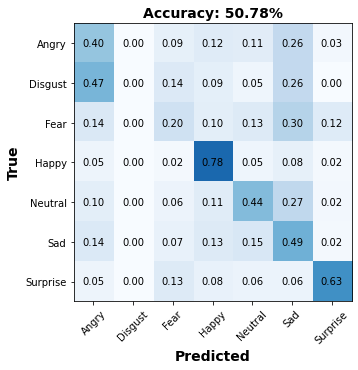 Accuracy: 50.78%
Angry 0.40 0.00 0.09 0.12 0.11 0.26 0.03
Disgust 0.47 0.00 0.14 0.09 0.05 0.26 0.00
Fear 0.14 0.00 0.20 0.10 0.13 0.30 0.12
Happy 0.05 0.00 0.02 0.78 0.05 0.08 0.02
Neutral 0.10 0.00 0.06 0.11 0.44 0.27 0.02
Sad 0.14 0.00 0.07 0.13 0.15 0.49 0.02
Surprise 0.05 0.00 0.13 0.08 0.06 0.06 0.63
True
Angry Disgust Fear Happy Neutral Sad Surprise
Predicted